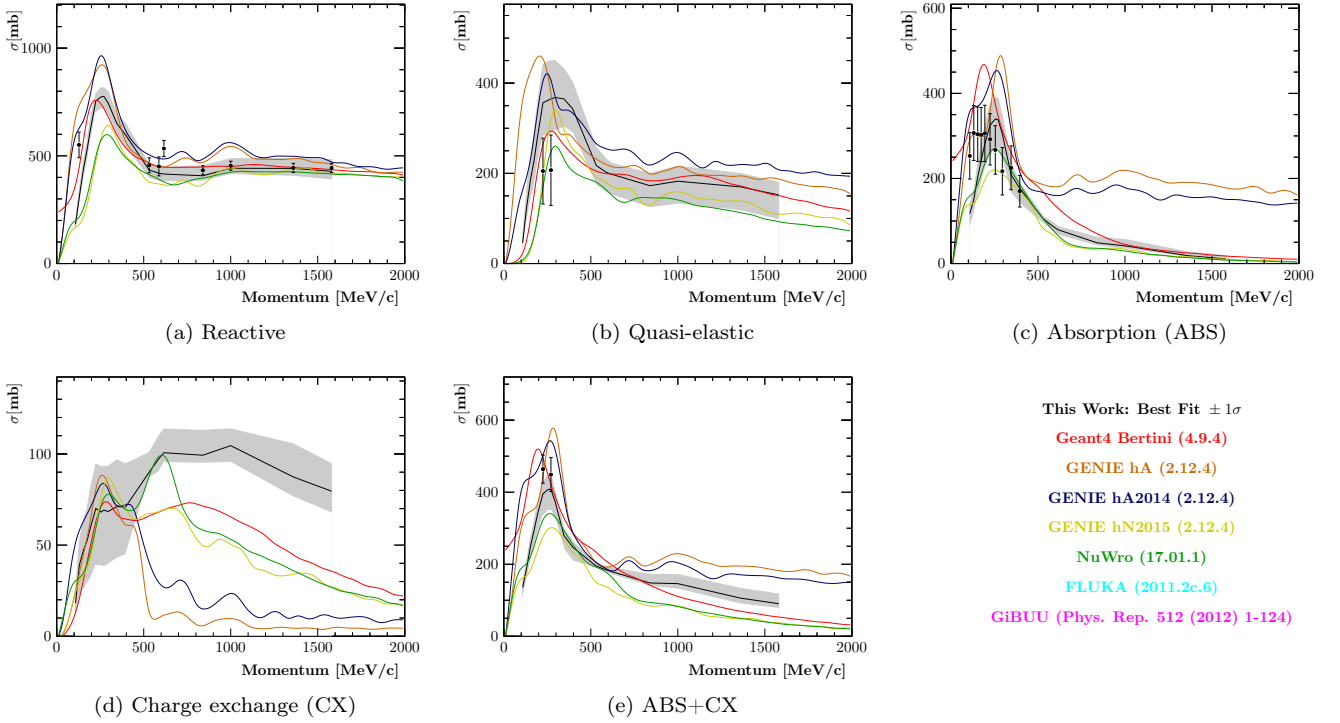 σ[mb]
1000
500
0
0 500 1000 1500 2000
Momentum [MeV/c]
(a) Reactive
σ[mb]
400
200
0
0 500 1000 1500 2000
Momentum [MeV/c]
(b) Quasi-elastic
σ[mb]
600
400
200
0
0 500 1000 1500 2000
Momentum [MeV/c]
(c) Absorption (ABS)
σ[mb]
100
50
0
0 500 1000 1500 2000
Momentum [MeV/c]
(d) Charge exchange (CX)
σ[mb]
600
400
200
0
0 500 1000 1500 2000
Momentum [MeV/c]
(e) ABS+CX
This Work: Best Fit ± 1σ
Geant4 Bertini (4.9.4)
GENIE hA (2.12.4)
GENIE hA2014 (2.12.4)
GENIE hN2015 (2.12.4)
NuWro (17.01.1)
FLUKA (2011.2c.6)
GiBUU (Phys. Rep. 512 (2012) 1-124)